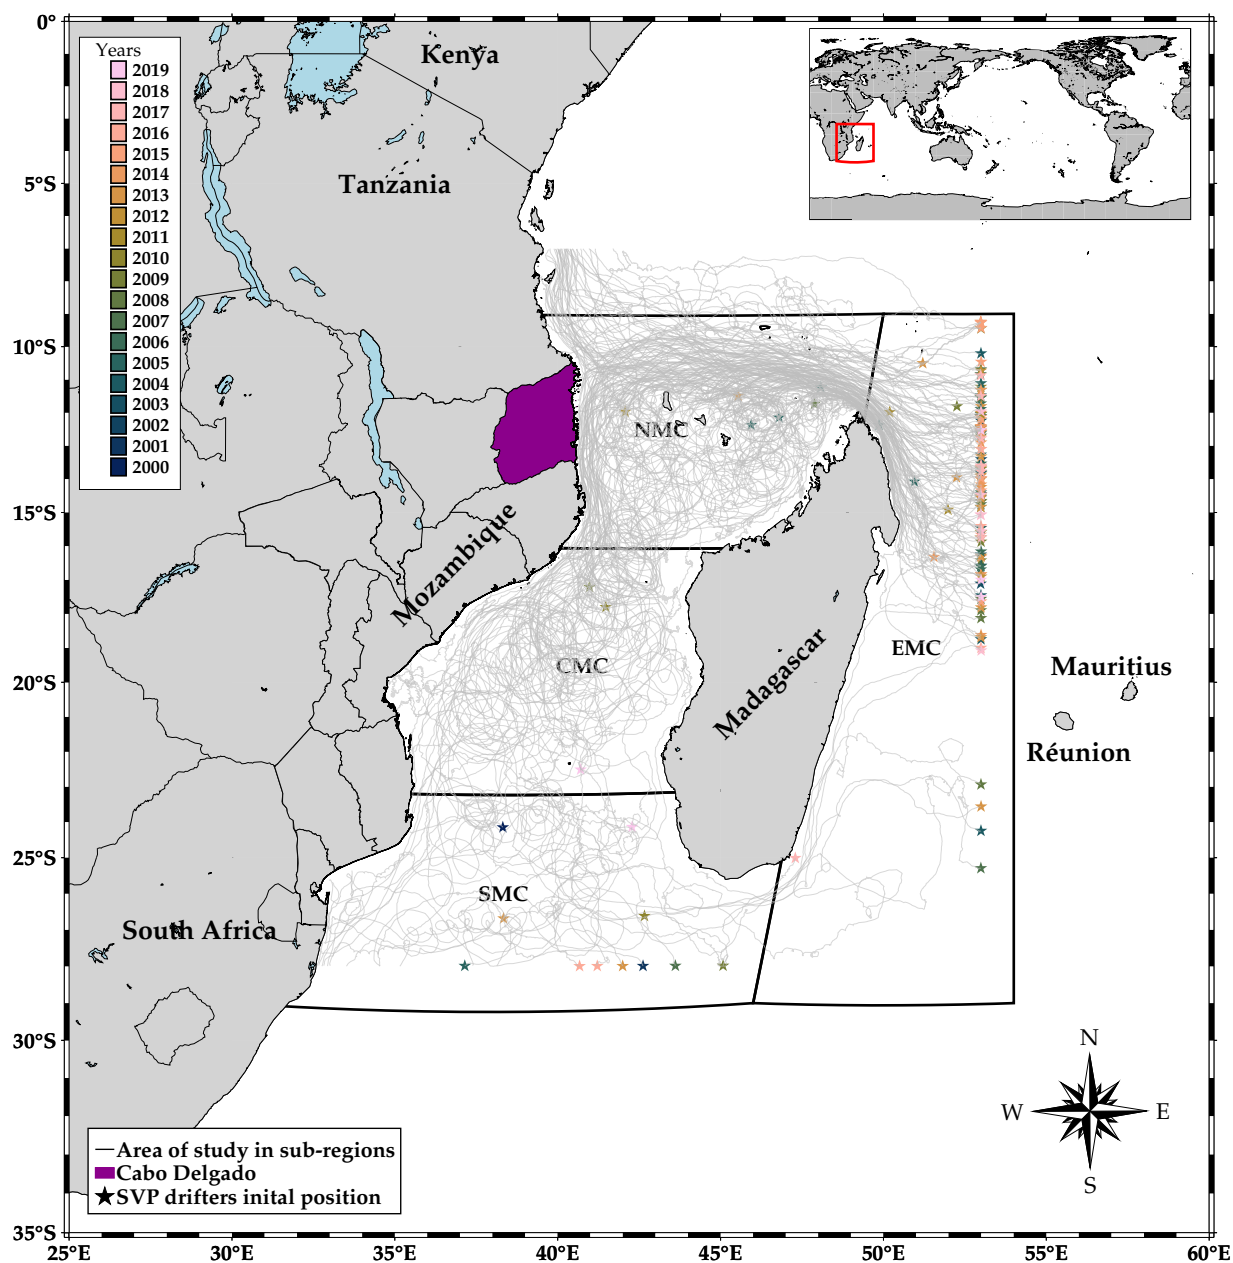 0°
Years
2019
2018
2017
2016
2015
2014
2013
2012
2011
2010
2009
2008
2007
2006
2005
2004
2003
2002
2001
2000
Kenya
Tanzania
5°S
10°S
NMC
15°S
Mozambique
CMC
EMC
Madagascar
Mauritius
20°S
Réunion
25°S
SMC
South Africa
30°S
N
W
E
S
Area of study in sub-regions
Cabo Delgado
SVP drifters inital position
35°S
25°E
30°E
35°E
40°E
45°E
50°E
55°E
60°E